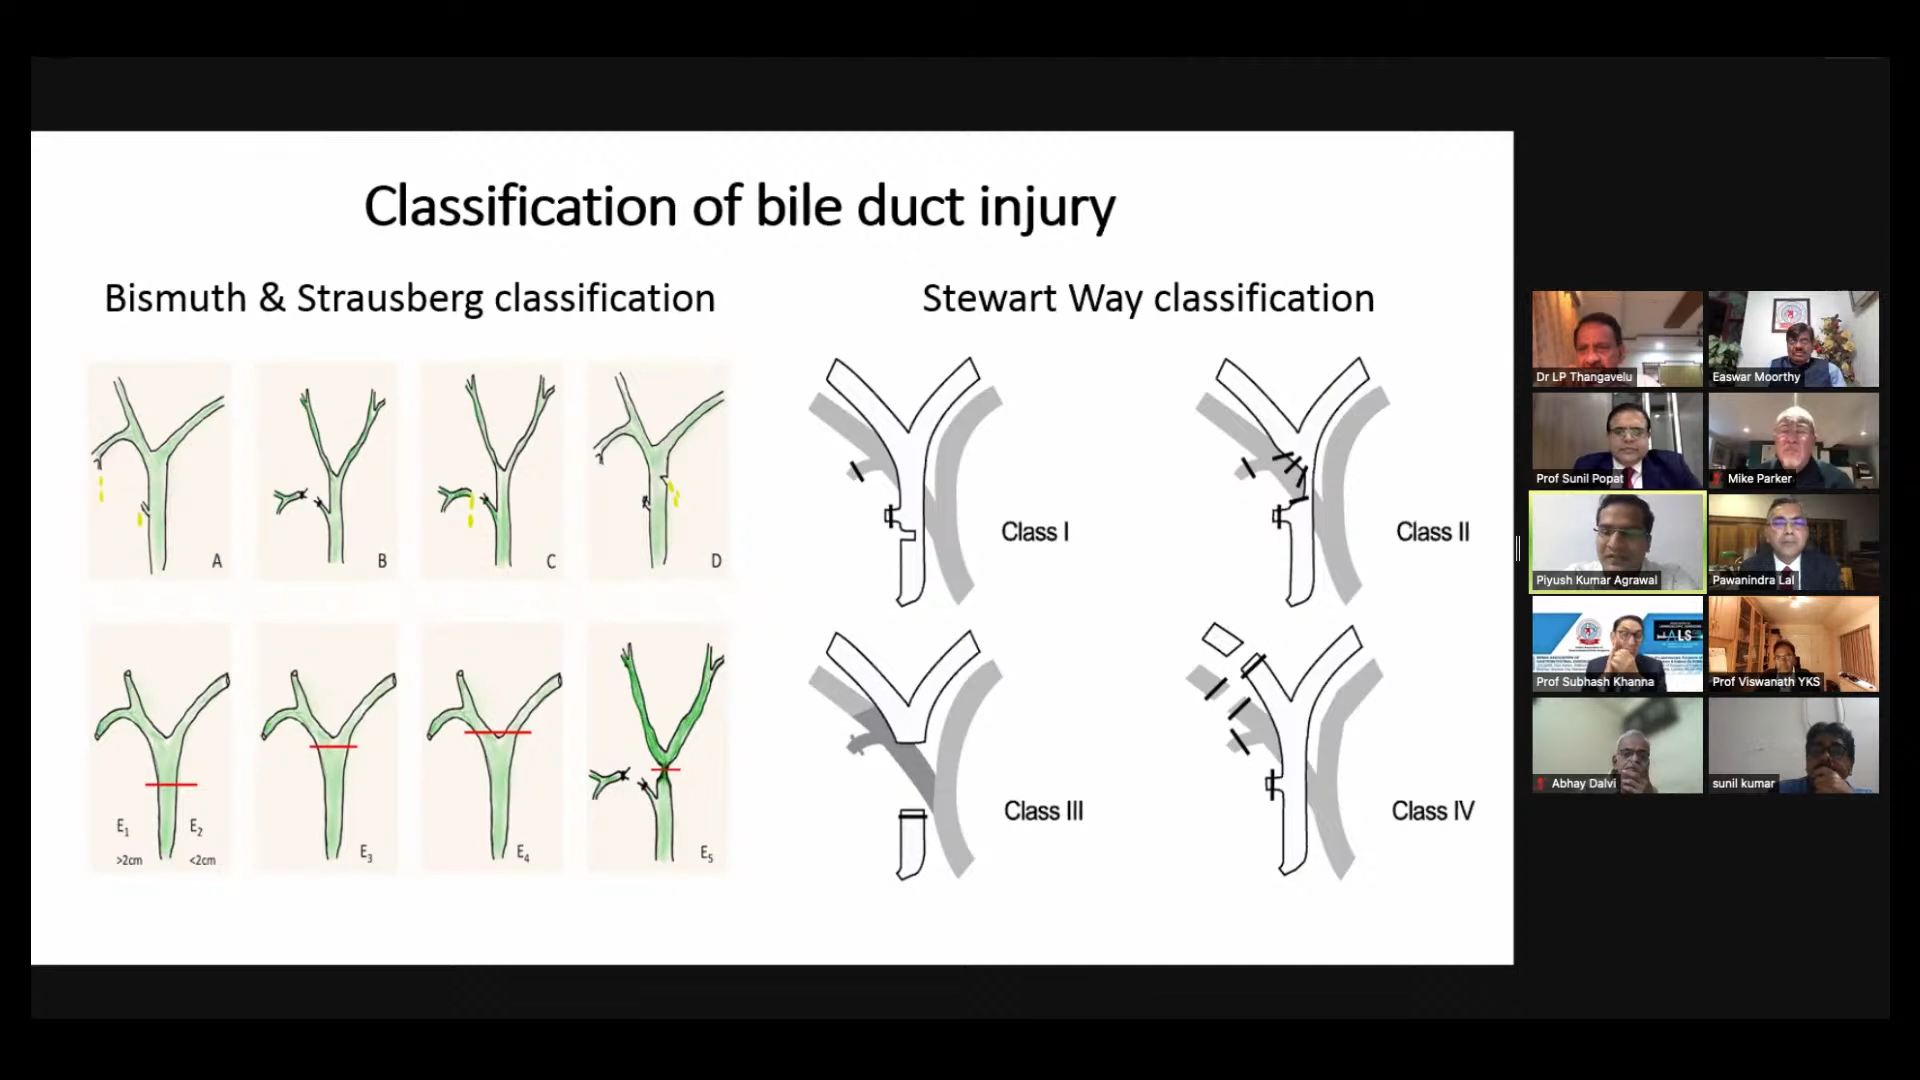 Classification of bile duct injury
Bismuth & Strausberg classification
Stewart Way classification
A
B
C
D
E1
>2cm
E2
<2cm
E3
E4
E5
Class I
Class II
Class III
Class IV
Dr LP Thangavelu
Easwar Moorthy
Prof Sunil Popat
Mike Parker
Piyush Kumar Agrawal
Pawanindra Lal
Prof Subhash Khanna
Prof Viswanath YKS
Abhay Dalvi
sunil kumar